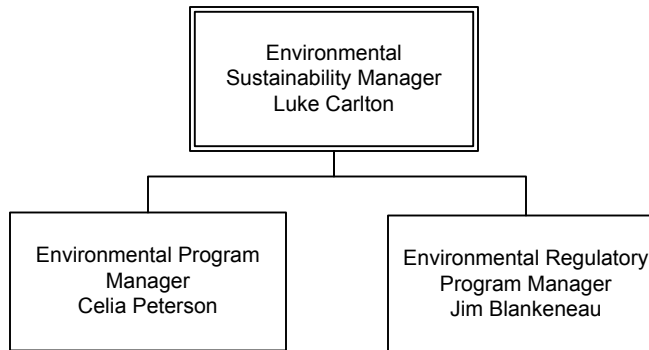 Environmental
Sustainability Manager
Luke Carlton
Environmental Program
Manager
Celia Peterson
Environmental Regulatory
Program Manager
Jim Blankeneau